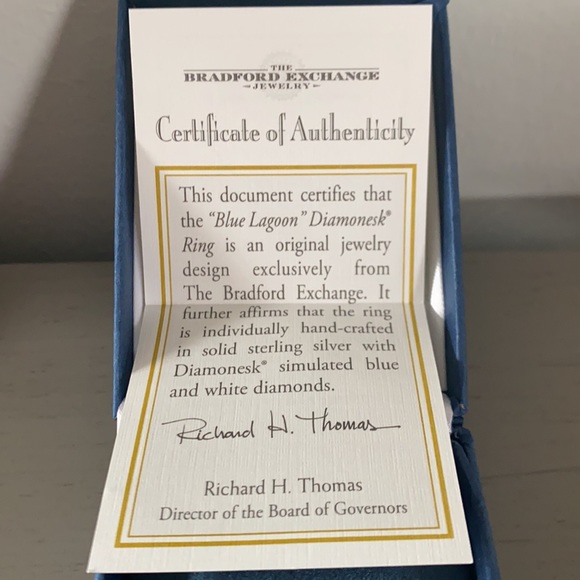 THE
BRADFORD EXCHANGE
JEWELRY
Certificate of Authenticity
This document certifies that
the “Blue Lagoon” Diamonesk®
Ring is an original jewelry
design exclusively from
The Bradford Exchange. It
further affirms that the ring
is individually hand-crafted
in solid sterling silver with
Diamonesk® simulated blue
and white diamonds.
Richard H. Thomas
Richard H. Thomas
Director of the Board of Governors